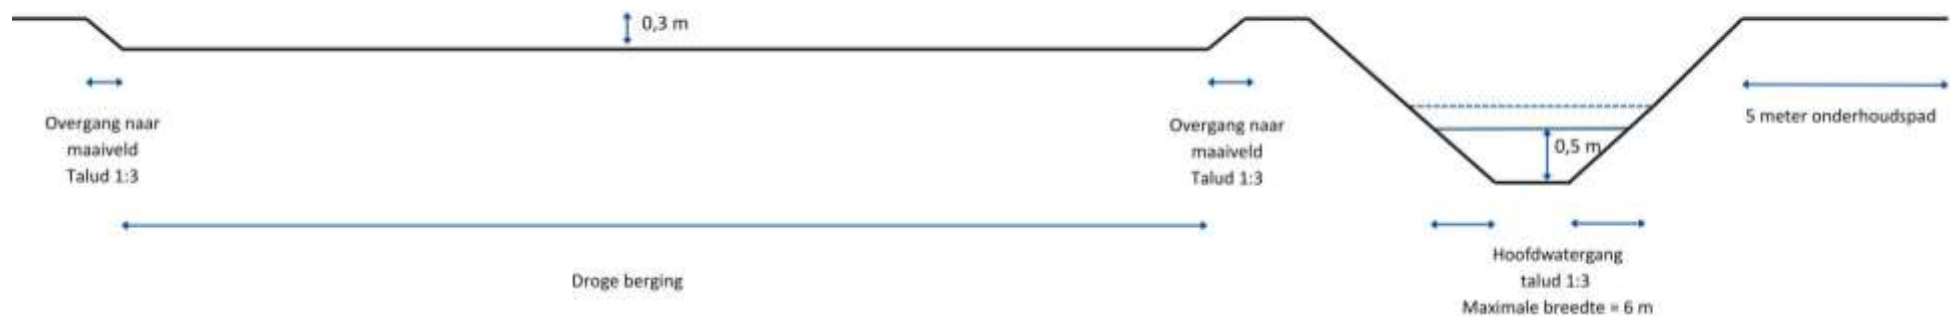 0,3 m
Overgang naar
maaiveld
Talud 1:3
Droge berging
Overgang naar
maaiveld
Talud 1:3
0,5 m
Hoofdwatergang
talud 1:3
Maximale breedte = 6 m
5 meter onderhoudspad